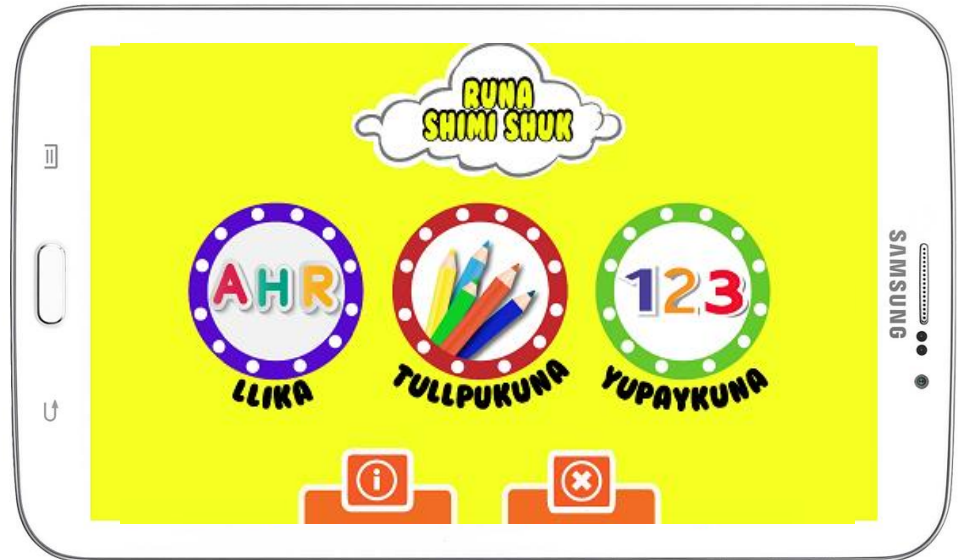 RUNA
SHIMI SHUK
AHR
123
LLIKA
TULLPUKUNA
YUPAYKUNA
i
SAMSUNG